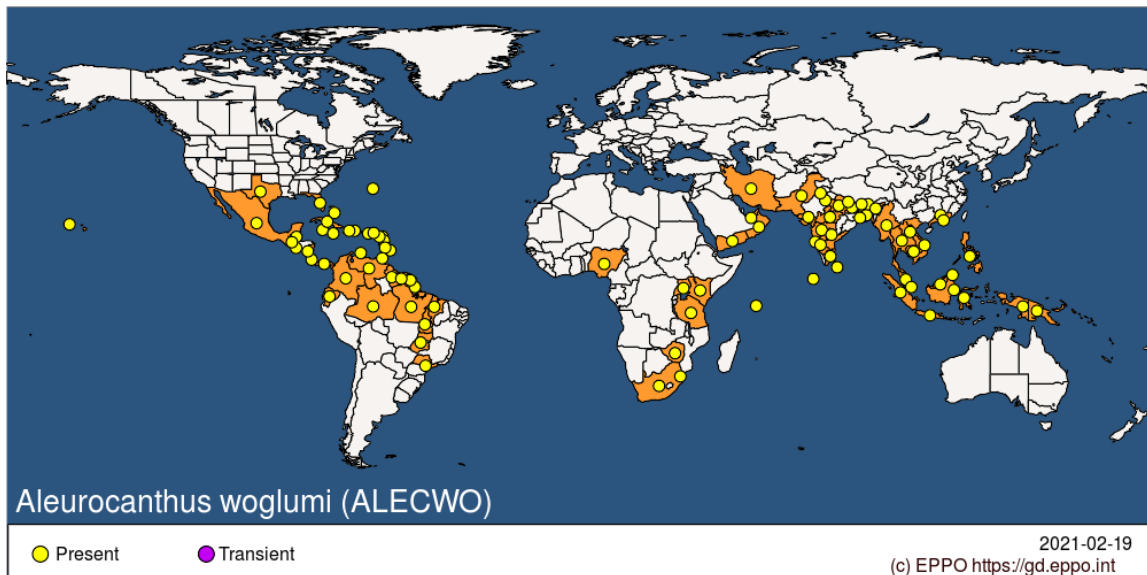 Aleurocanthus woglumi (ALECWO)
Present
Transient
2021-02-19
(c) EPPO https://gd.eppo.int